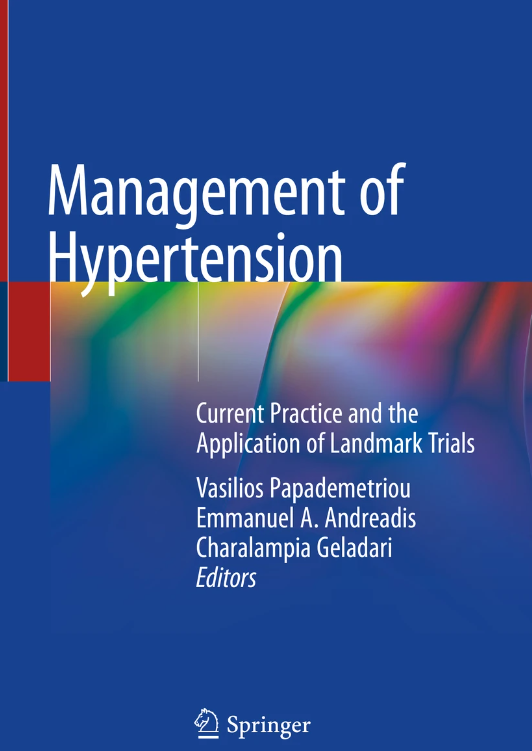 Management of
Hypertension
Current Practice and the
Application of Landmark Trials
Vasilios Papademetriou
Emmanuel A. Andreadis
Charalampia Geladari
Editors
Springer